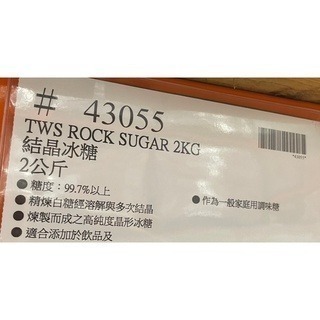 # 43055
TWS ROCK SUGAR 2KG
結晶冰糖
2公斤
● 糖度：99.7%以上
● 精煉白糖經溶解與多次結晶
● 煉製而成之高純度晶形冰糖
● 適合添加於飲品及
● 作為一般家庭用調味糖